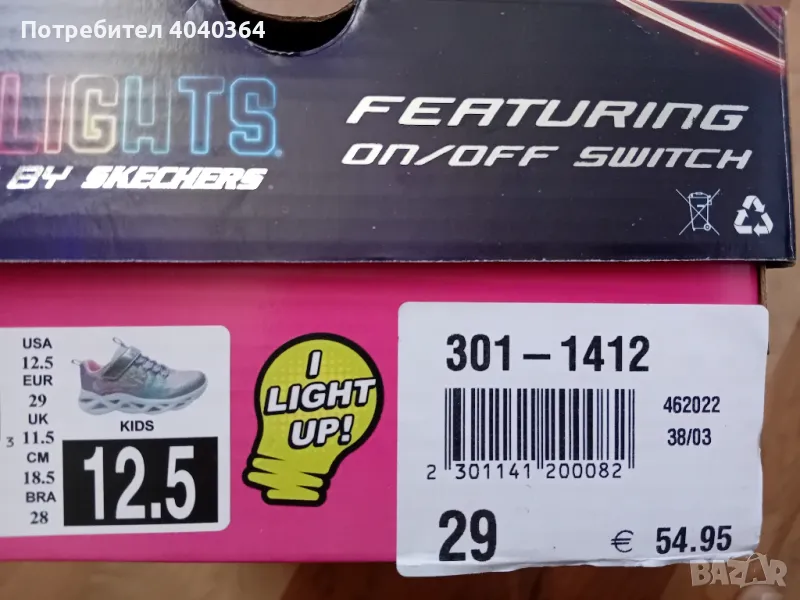 Потребител 4040364
LIGHTS
BY SKECHERS
FEATURING
ON/OFF SWITCH
USA
12.5
EUR
29
UK
3 11.5
CM
18.5
BRA
28
KIDS
12.5
I
LIGHT
UP!
301-1412
462022
38/03
2 301141 200082
29
€ 54.95
BAZAR